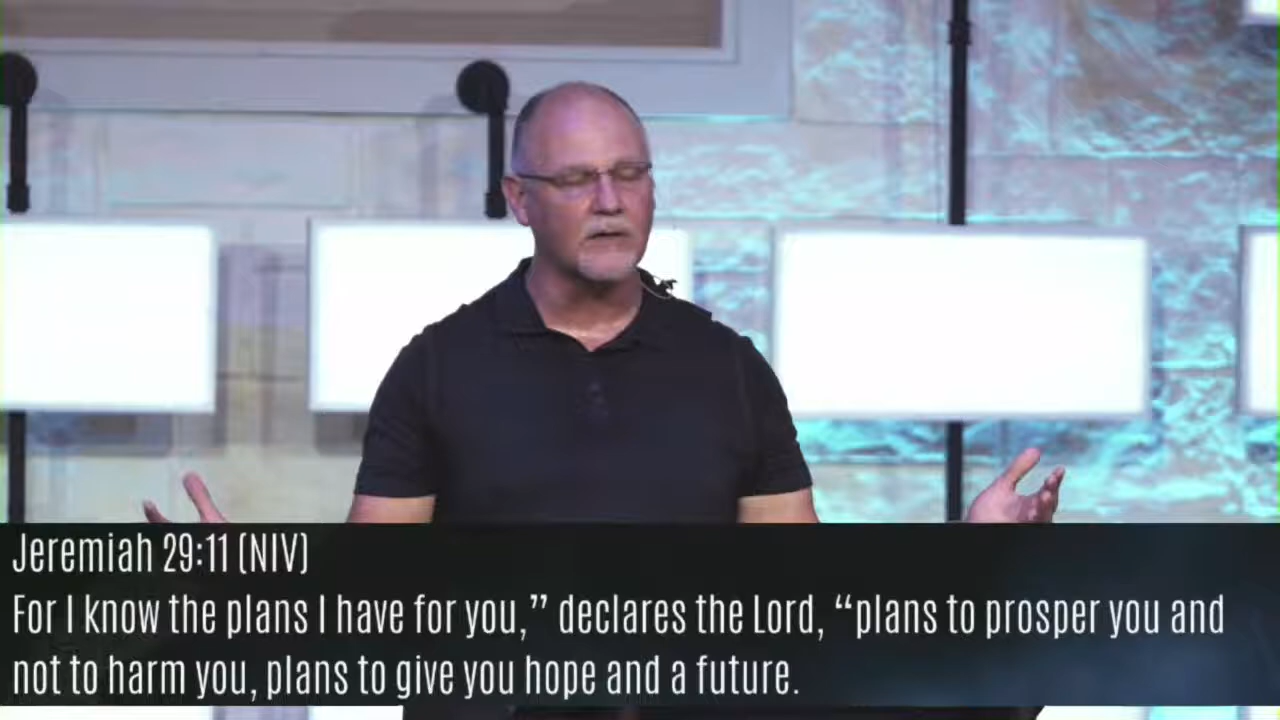 Jeremiah 29:11 (NIV)
For I know the plans I have for you,” declares the Lord, “plans to prosper you and
not to harm you, plans to give you hope and a future.